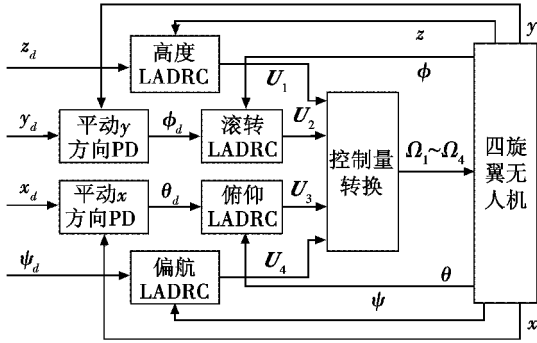 z_d
高度
LADRC
z
y
ϕ
U_1
y_d
平动y
方向PD
ϕ_d
滚转
LADRC
U_2
控制量
转换
Ω_1~Ω_4
四旋
翼无
人机
x_d
平动x
方向PD
θ_d
俯仰
LADRC
U_3
ψ_d
偏航
LADRC
U_4
θ
ψ
x